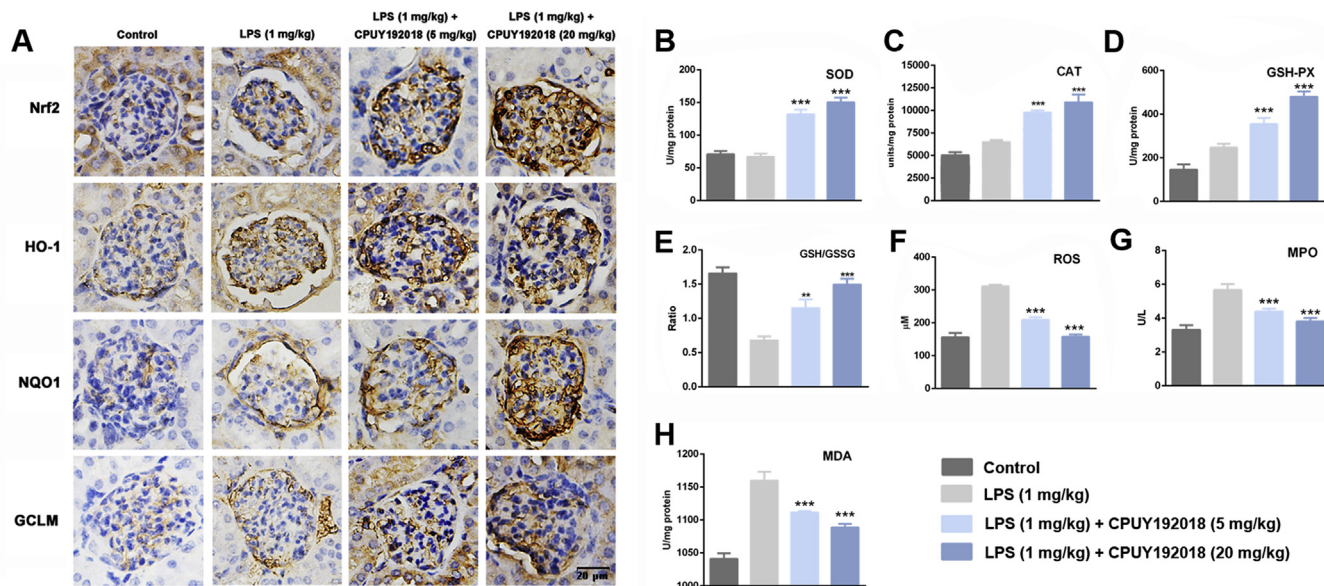 A
Control
LPS (1 mg/kg)
LPS (1 mg/kg) +
CPUY192018 (5 mg/kg)
LPS (1 mg/kg) +
CPUY192018 (20 mg/kg)
Nrf2
HO-1
NQO1
GCLM
20 μm
B
SOD
U/mg protein
200
150
100
50
0
***
***
C
CAT
units/mg protein
15000
12500
10000
7500
5000
2500
0
***
***
D
GSH-PX
U/mg protein
600
400
200
0
***
***
E
GSH/GSSG
Ratio
2.0
1.5
1.0
0.5
0.0
**
***
F
ROS
μM
400
300
200
100
0
***
***
G
MPO
U/L
8
6
4
2
0
***
***
H
MDA
U/mg protein
1200
1150
1100
1050
1000
***
***
Control
LPS (1 mg/kg)
LPS (1 mg/kg) + CPUY192018 (5 mg/kg)
LPS (1 mg/kg) + CPUY192018 (20 mg/kg)